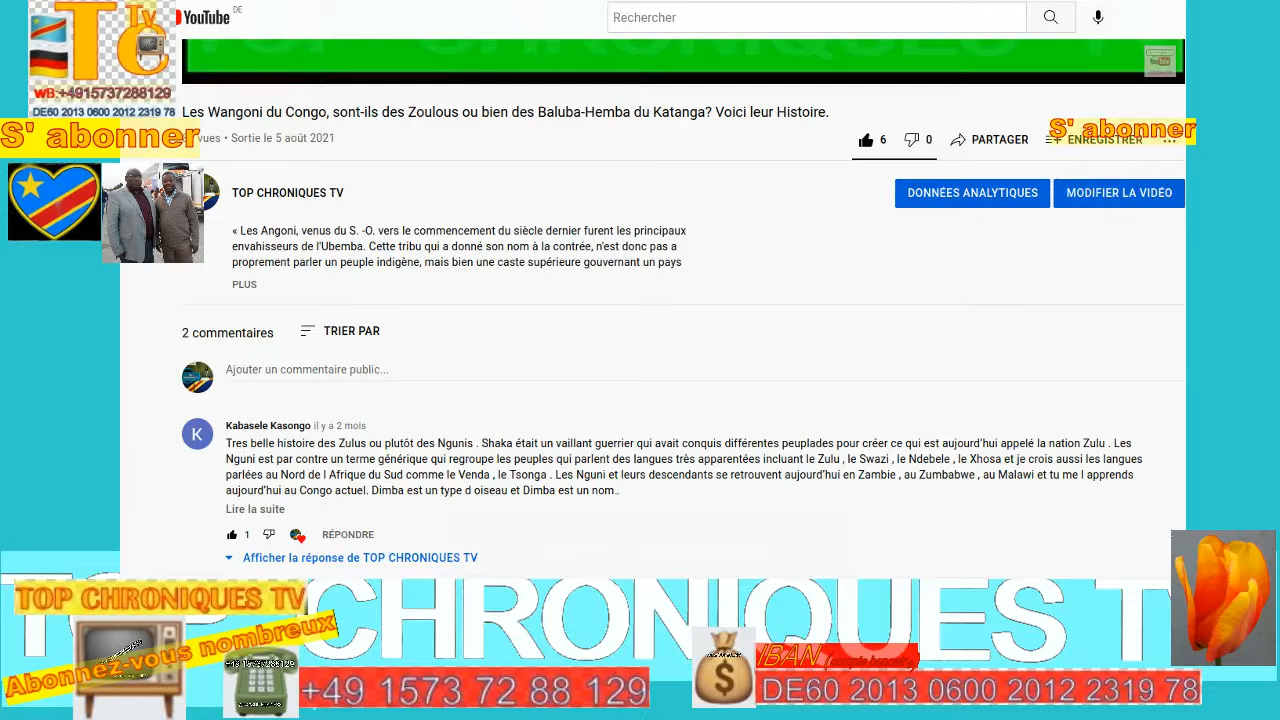 Tv
Tc
WB:+4915737288129
DE60 2013 0600 2012 2319 78
S' abonner
YouTube DE
Rechercher
TOP CHRONIQUES T
Les Wangoni du Congo, sont-ils des Zoulous ou bien des Baluba-Hemba du Katanga? Voici leur Histoire.
vues • Sortie le 5 août 2021
6
0
PARTAGER
ENREGISTRER
S' abonner
TOP CHRONIQUES TV
DONNÉES ANALYTIQUES
MODIFIER LA VIDÉO
« Les Angoni, venus du S. -O. vers le commencement du siècle dernier furent les principaux
envahisseurs de l'Ubemba. Cette tribu qui a donné son nom à la contrée, n'est donc pas a
proprement parler un peuple indigène, mais bien une caste supérieure gouvernant un pays
PLUS
2 commentaires
TRIER PAR
Ajouter un commentaire public...
K
Kabasele Kasongo il y a 2 mois
Tres belle histoire des Zulus ou plutôt des Ngunis . Shaka était un vaillant guerrier qui avait conquis différentes peuplades pour créer ce qui est aujourd'hui appelé la nation Zulu . Les
Nguni est par contre un terme générique qui regroupe les peuples qui parlent des langues très apparentées incluant le Zulu , le Swazi , le Ndebele , le Xhosa et je crois aussi les langues
parlées au Nord de l Afrique du Sud comme le Venda , le Tsonga . Les Nguni et leurs descendants se retrouvent aujourd'hui en Zambie , au Zumbabwe , au Malawi et tu me l apprends
aujourd'hui au Congo actuel. Dimba est un type d oiseau et Dimba est un nom..
Lire la suite
1
RÉPONDRE
Afficher la réponse de TOP CHRONIQUES TV
TOP CHRONIQUES T
TOP CHRONIQUES TV
Abonnez-vous nombreux
+49 1573 72 88 129
IBAN
DE60 2013 0600 2012 2319 78